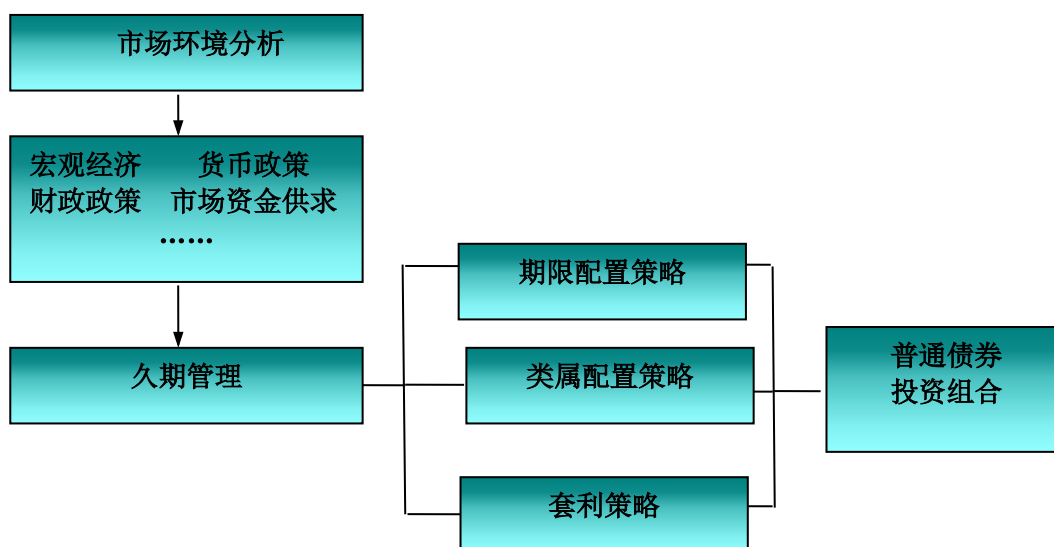 市场环境分析
宏观经济 货币政策
财政政策 市场资金供求
……
期限配置策略
久期管理
类属配置策略
套利策略
普通债券
投资组合